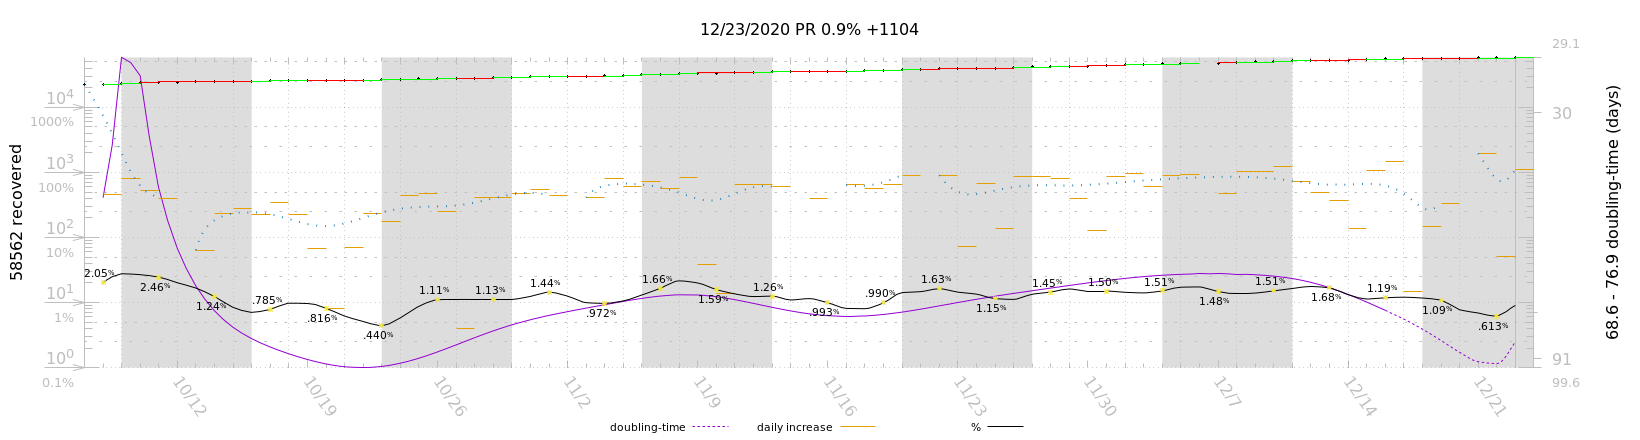 12/23/2020 PR 0.9% +1104
29.1
10⁴
1000%
30
10³
100%
10²
10%
10¹
1%
10⁰
0.1%
91
99.6
58562 recovered
68.6 - 76.9 doubling-time (days)
2.05% 2.46% 1.24% .785% .816% .440% 1.11% 1.13% 1.44% .972% 1.66% 1.59% 1.26% .993% .990% 1.63% 1.15% 1.45% 1.50% 1.51% 1.48% 1.51% 1.68% 1.19% 1.09% .613%
10/12 10/19 10/26 11/2 11/9 11/16 11/23 11/30 12/7 12/14 12/21
doubling-time daily increase %